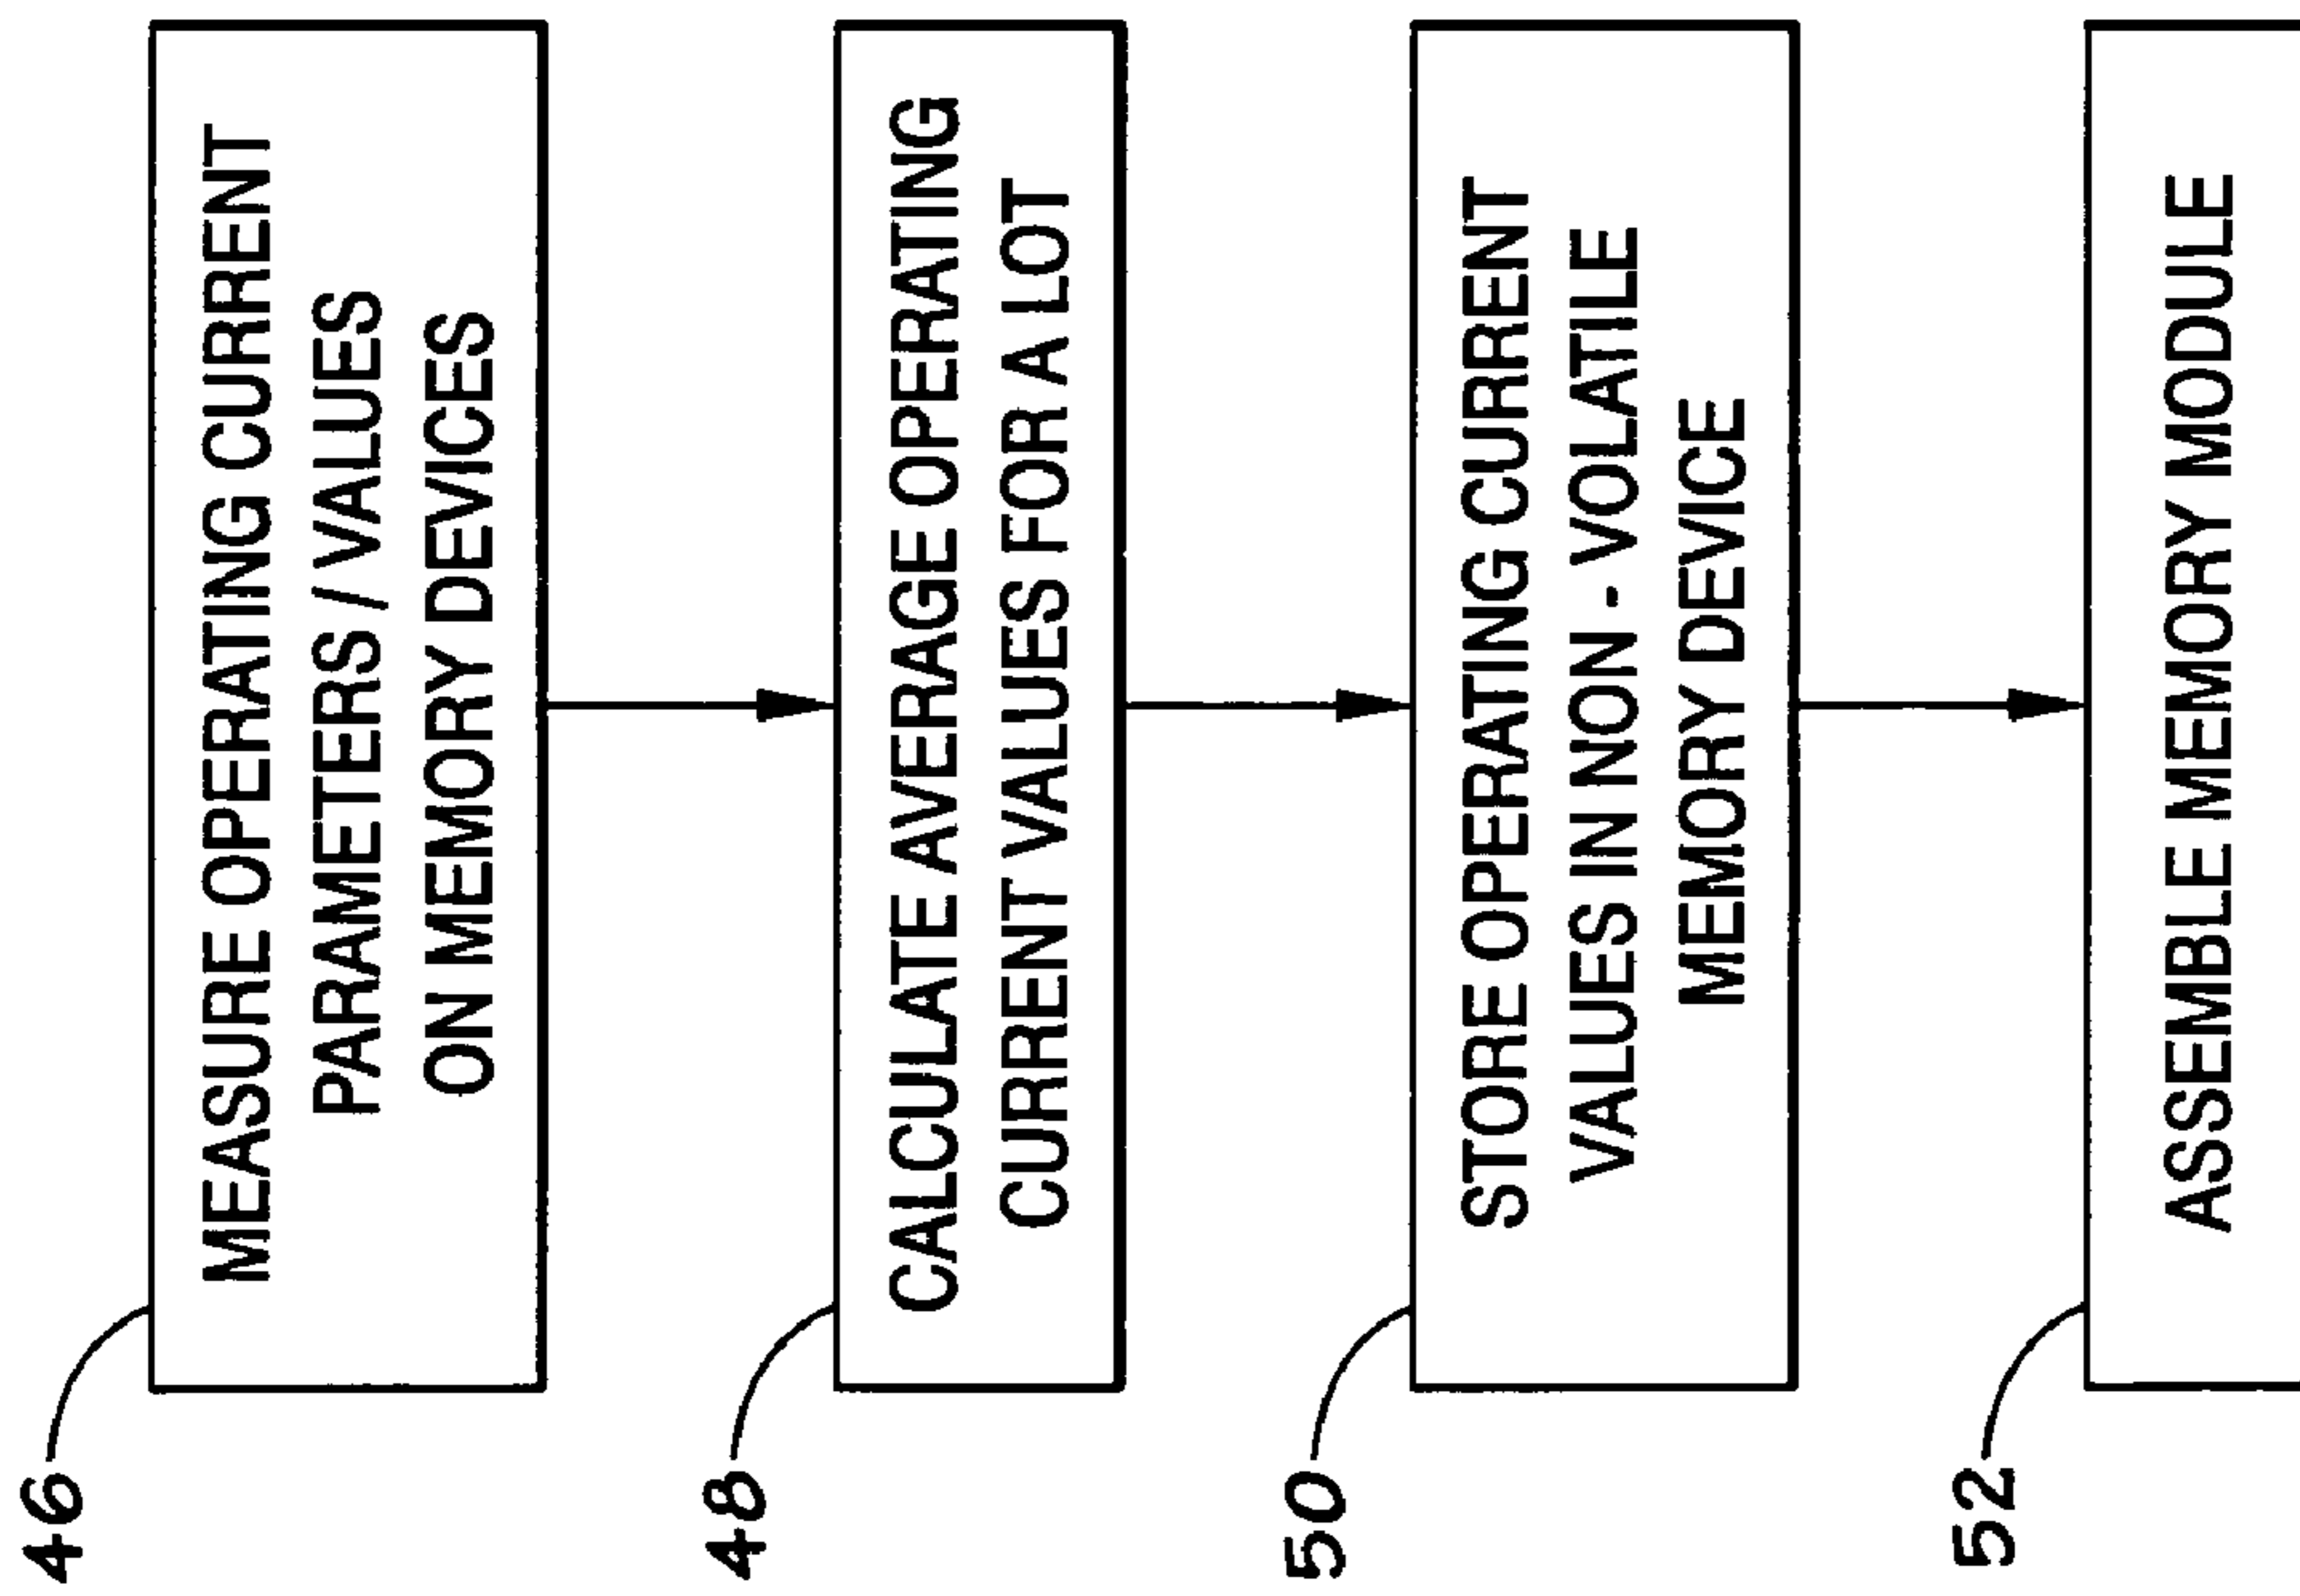 46
MEASURE OPERATING CURRENT
PARAMETERS / VALUES
ON MEMORY DEVICES
48
CALCULATE AVERAGE OPERATING
CURRENT VALUES FOR A LOT
50
STORE OPERATING CURRENT
VALUES IN NON - VOLATILE
MEMORY DEVICE
52
ASSEMBLE MEMORY MODULE